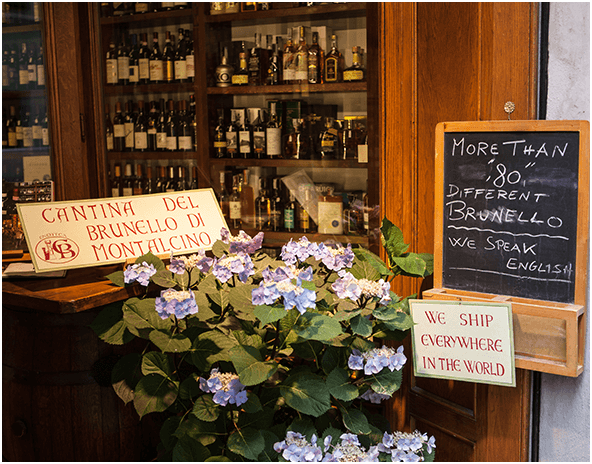 CANTINA DEL
BRUNELLO DI
MONTALCINO
MORE THAN
"80"
DIFFERENT
BRUNELLO
WE SPEAK
ENGLISH
WE SHIP
EVERYWHERE
IN THE WORLD